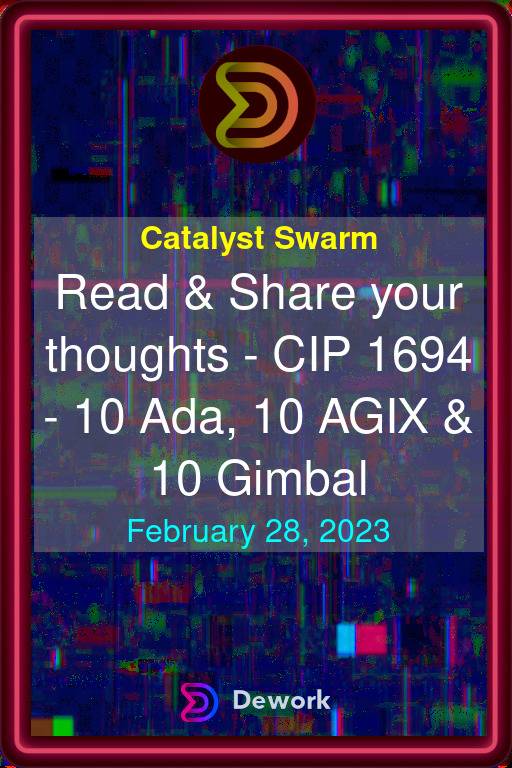 Catalyst Swarm
Read & Share your
thoughts - CIP 1694
- 10 Ada, 10 AGIX &
10 Gimbal
February 28, 2023
Dework